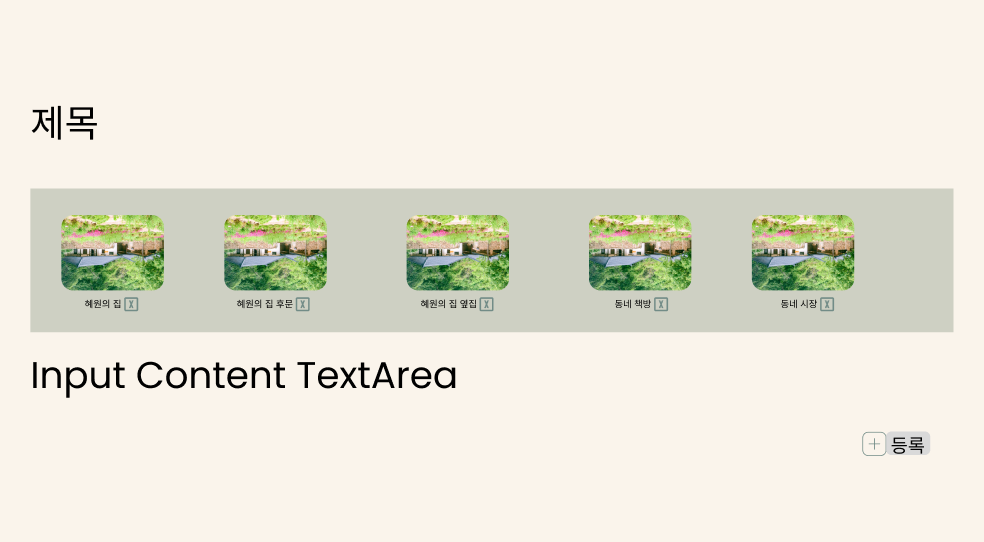 제목
혜원의 집 X
혜원의 집 후문 X
혜원의 집 옆집 X
동네 책방 X
동네 시장 X
Input Content TextArea
+ 등록